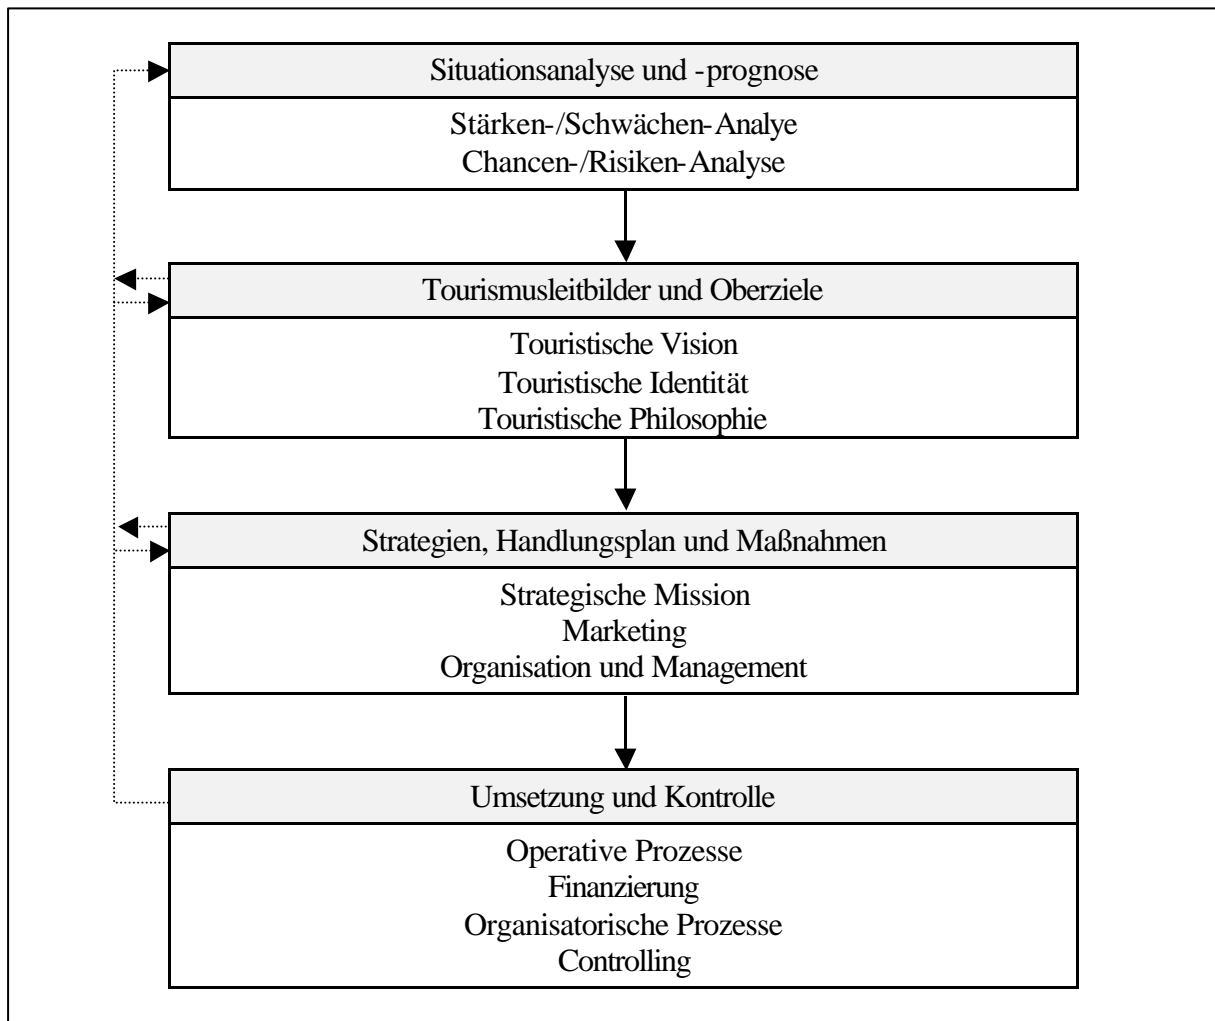 Situationsanalyse und -prognose
Stärken-/Schwächen-Analye
Chancen-/Risiken-Analyse
Tourismusleitbilder und Oberziele
Touristische Vision
Touristische Identität
Touristische Philosophie
Strategien, Handlungsplan und Maßnahmen
Strategische Mission
Marketing
Organisation und Management
Umsetzung und Kontrolle
Operative Prozesse
Finanzierung
Organisatorische Prozesse
Controlling